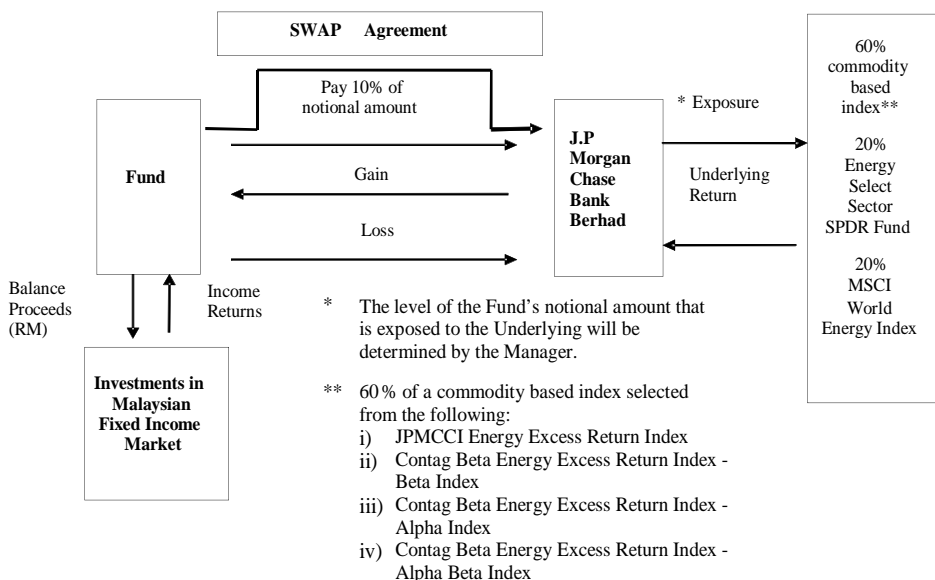 SWAP Agreement
Pay 10% of
notional amount
Fund
Gain
Loss
J.P
Morgan
Chase
Bank
Berhad
* Exposure
Underlying
Return
60%
commodity
based
index**
20%
Energy
Select
Sector
SPDR Fund
20%
MSCI
World
Energy Index
Balance
Proceeds
(RM)
Income
Returns
Investments in
Malaysian
Fixed Income
Market
* The level of the Fund's notional amount that
is exposed to the Underlying will be
determined by the Manager.
** 60% of a commodity based index selected
from the following:
i) JPMCCI Energy Excess Return Index
ii) Contag Beta Energy Excess Return Index -
Beta Index
iii) Contag Beta Energy Excess Return Index -
Alpha Index
iv) Contag Beta Energy Excess Return Index -
Alpha Beta Index